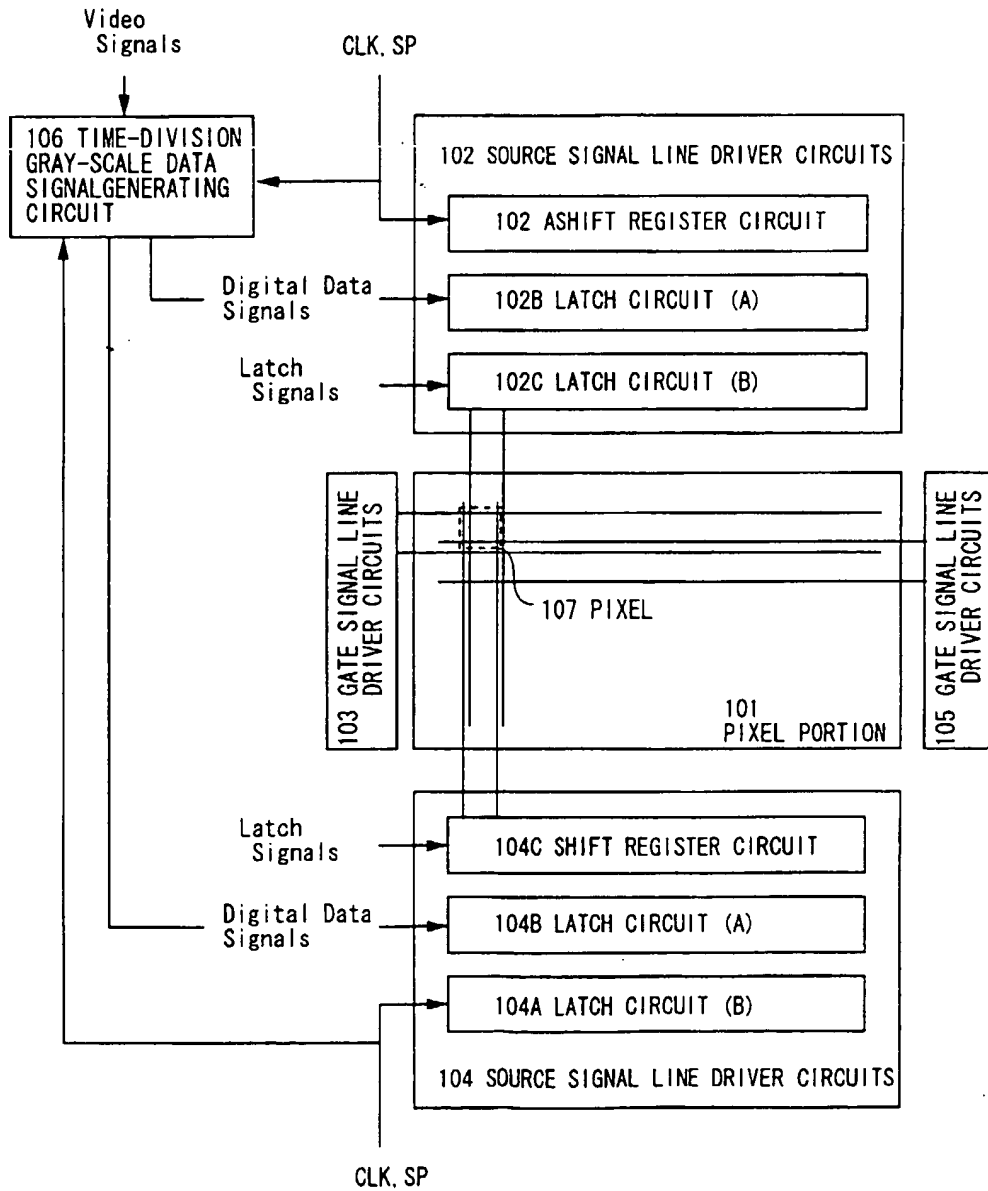 Video
Signals
CLK, SP
106 TIME-DIVISION
GRAY-SCALE DATA
SIGNALGENERATING
CIRCUIT
102 SOURCE SIGNAL LINE DRIVER CIRCUITS
102 ASHIFT REGISTER CIRCUIT
Digital Data
Signals
102B LATCH CIRCUIT (A)
Latch
Signals
102C LATCH CIRCUIT (B)
103 GATE SIGNAL LINE
DRIVER CIRCUITS
107 PIXEL
101
PIXEL PORTION
105 GATE SIGNAL LINE
DRIVER CIRCUITS
Latch
Signals
104C SHIFT REGISTER CIRCUIT
Digital Data
Signals
104B LATCH CIRCUIT (A)
104A LATCH CIRCUIT (B)
104 SOURCE SIGNAL LINE DRIVER CIRCUITS
CLK, SP